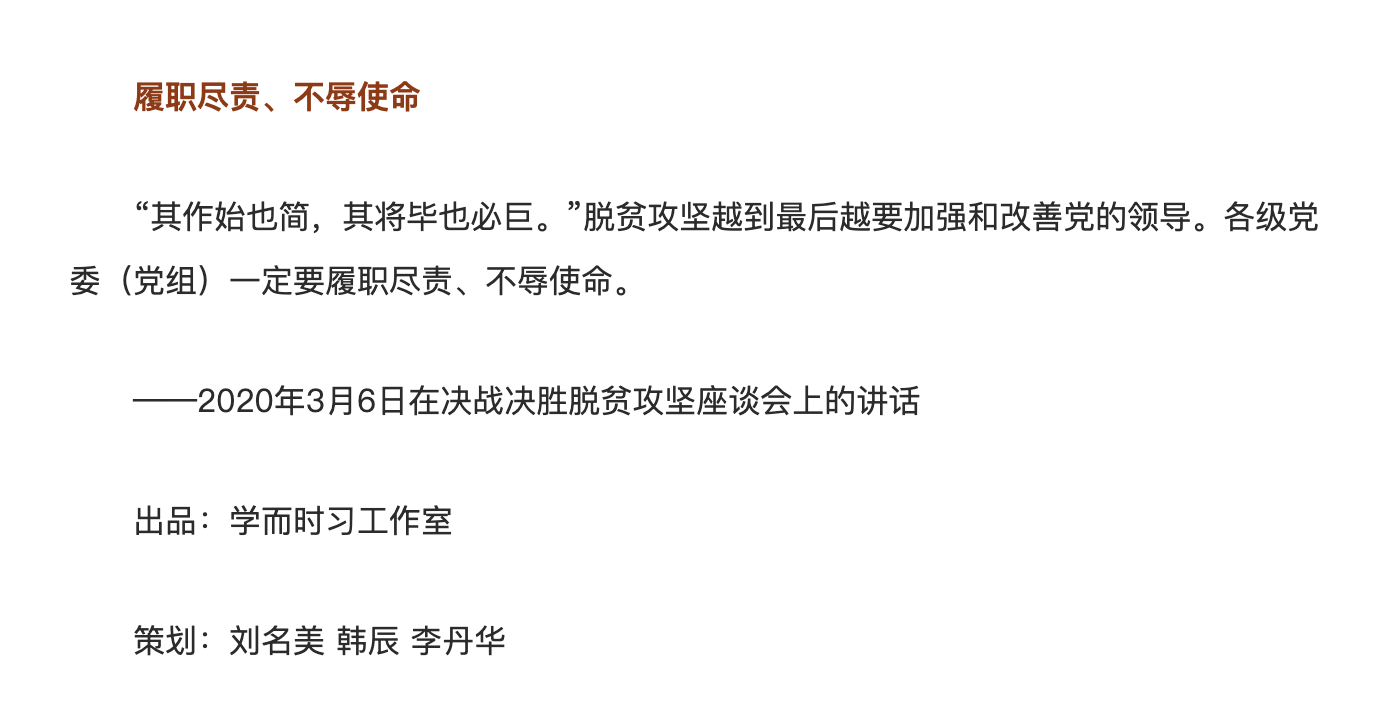 履职尽责、不辱使命
“其作始也简，其将毕也必巨。”脱贫攻坚越到最后越要加强和改善党的领导。各级党
委（党组）一定要履职尽责、不辱使命。
——2020年3月6日在决战决胜脱贫攻坚座谈会上的讲话
出品：学而时习工作室
策划：刘名美 韩辰 李丹华